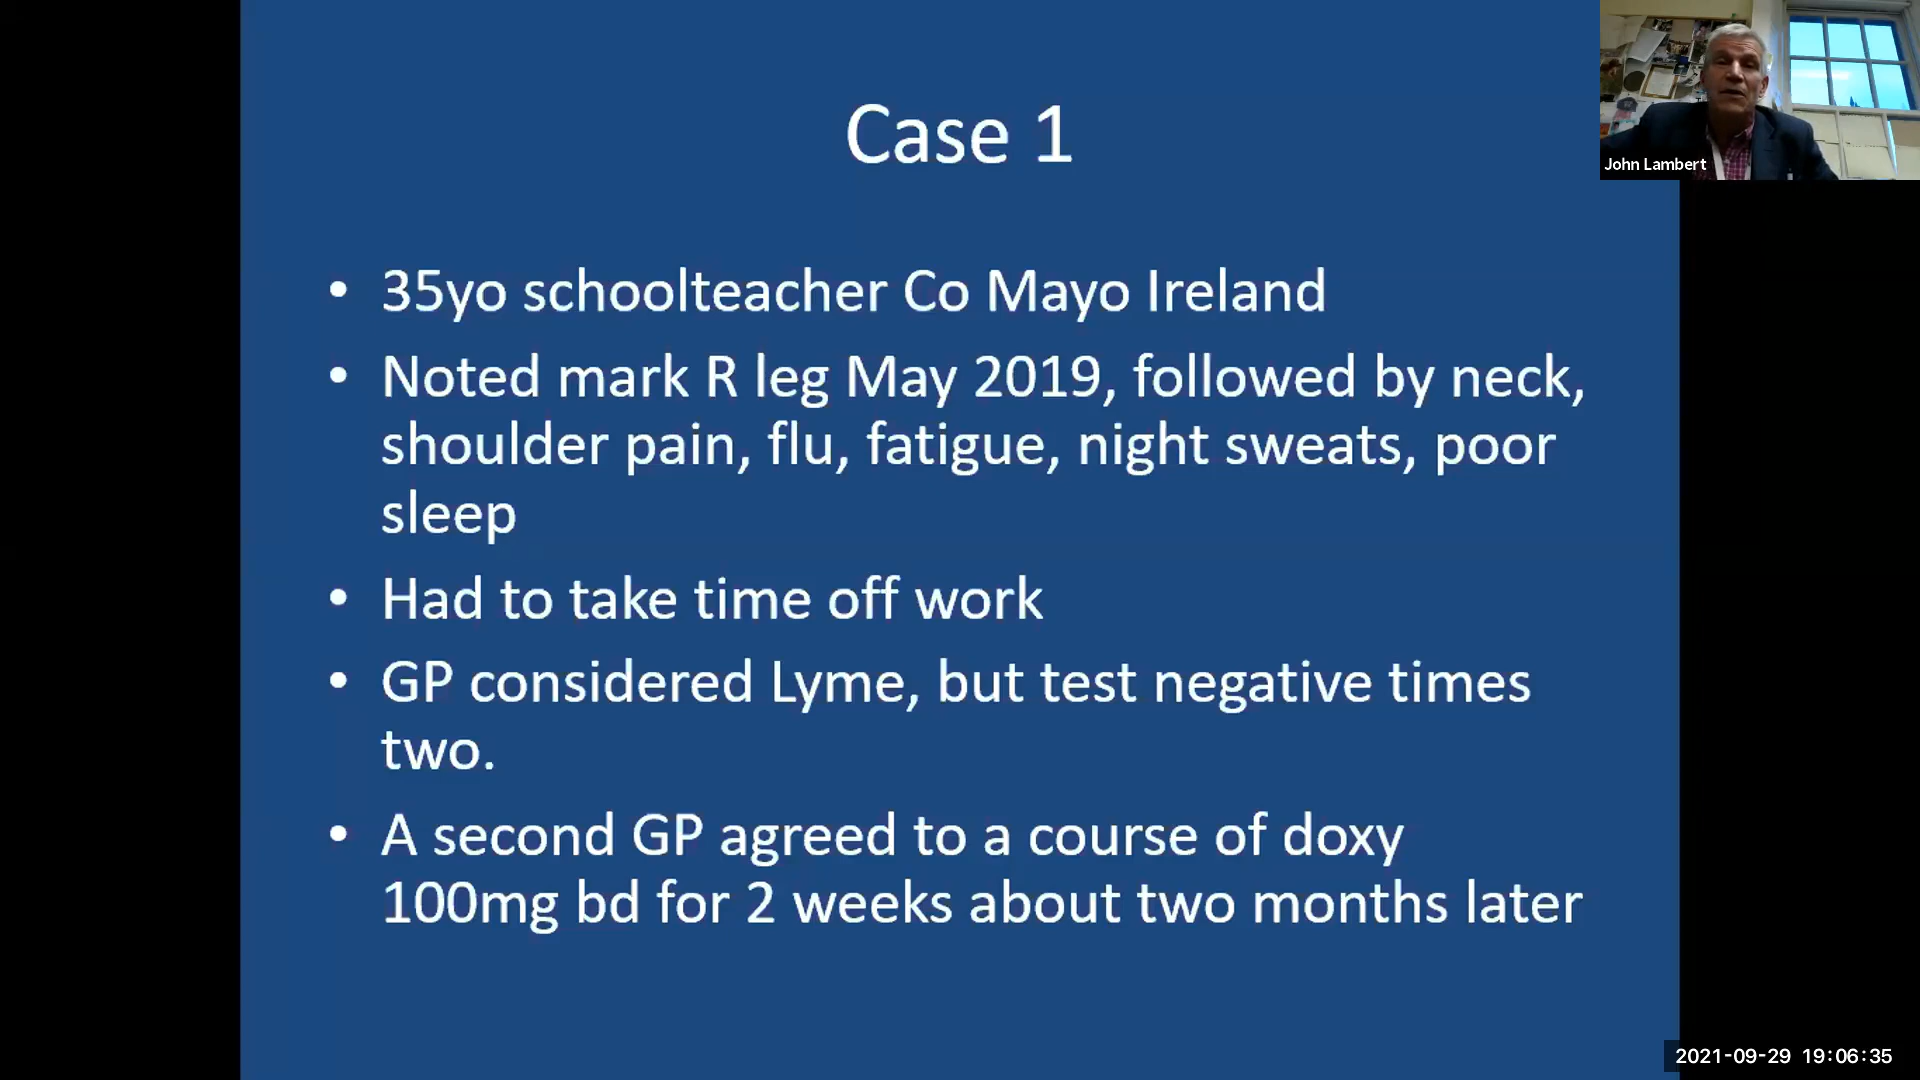 Case 1
John Lambert
• 35yo schoolteacher Co Mayo Ireland
• Noted mark R leg May 2019, followed by neck,
shoulder pain, flu, fatigue, night sweats, poor
sleep
• Had to take time off work
• GP considered Lyme, but test negative times
two.
• A second GP agreed to a course of doxy
100mg bd for 2 weeks about two months later
2021-09-29 19:06:35